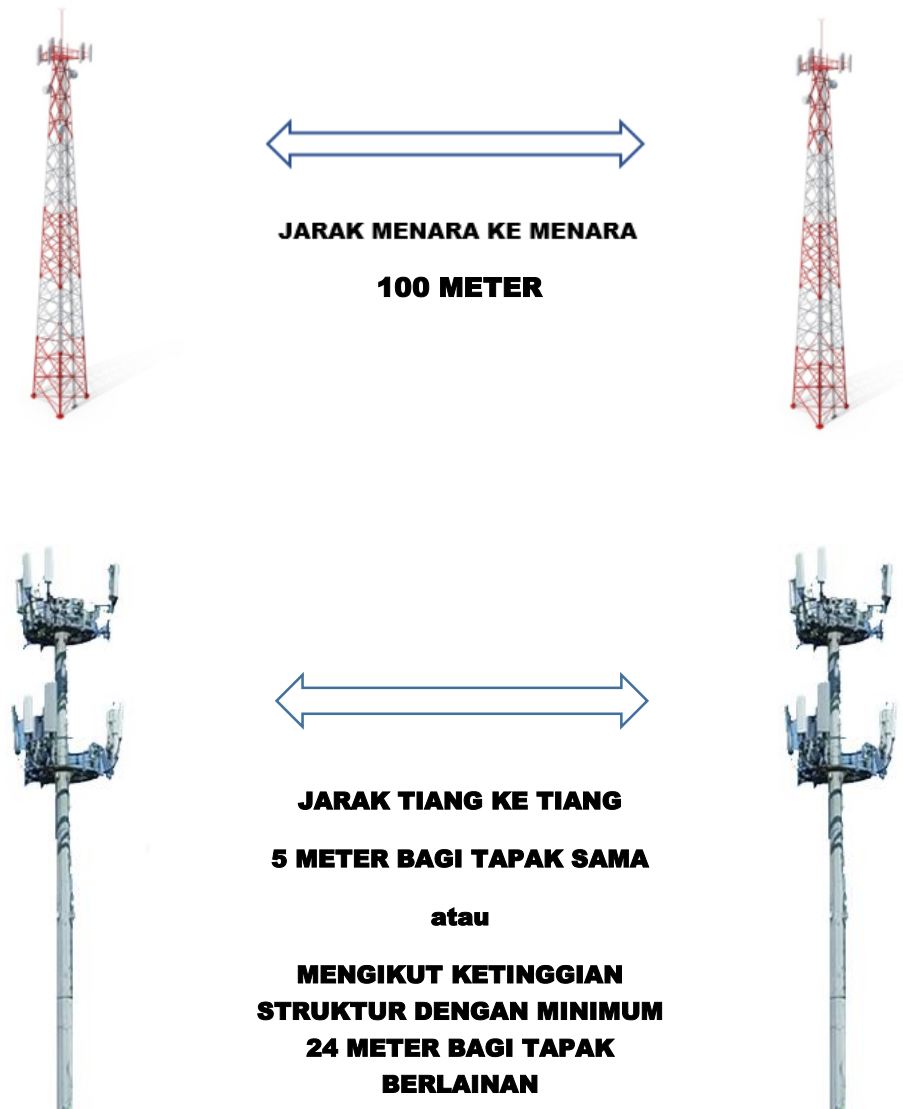 JARAK MENARA KE MENARA
100 METER
JARAK TIANG KE TIANG
5 METER BAGI TAPAK SAMA
atau
MENGIKUT KETINGGIAN
STRUKTUR DENGAN MINIMUM
24 METER BAGI TAPAK
BERLAINAN